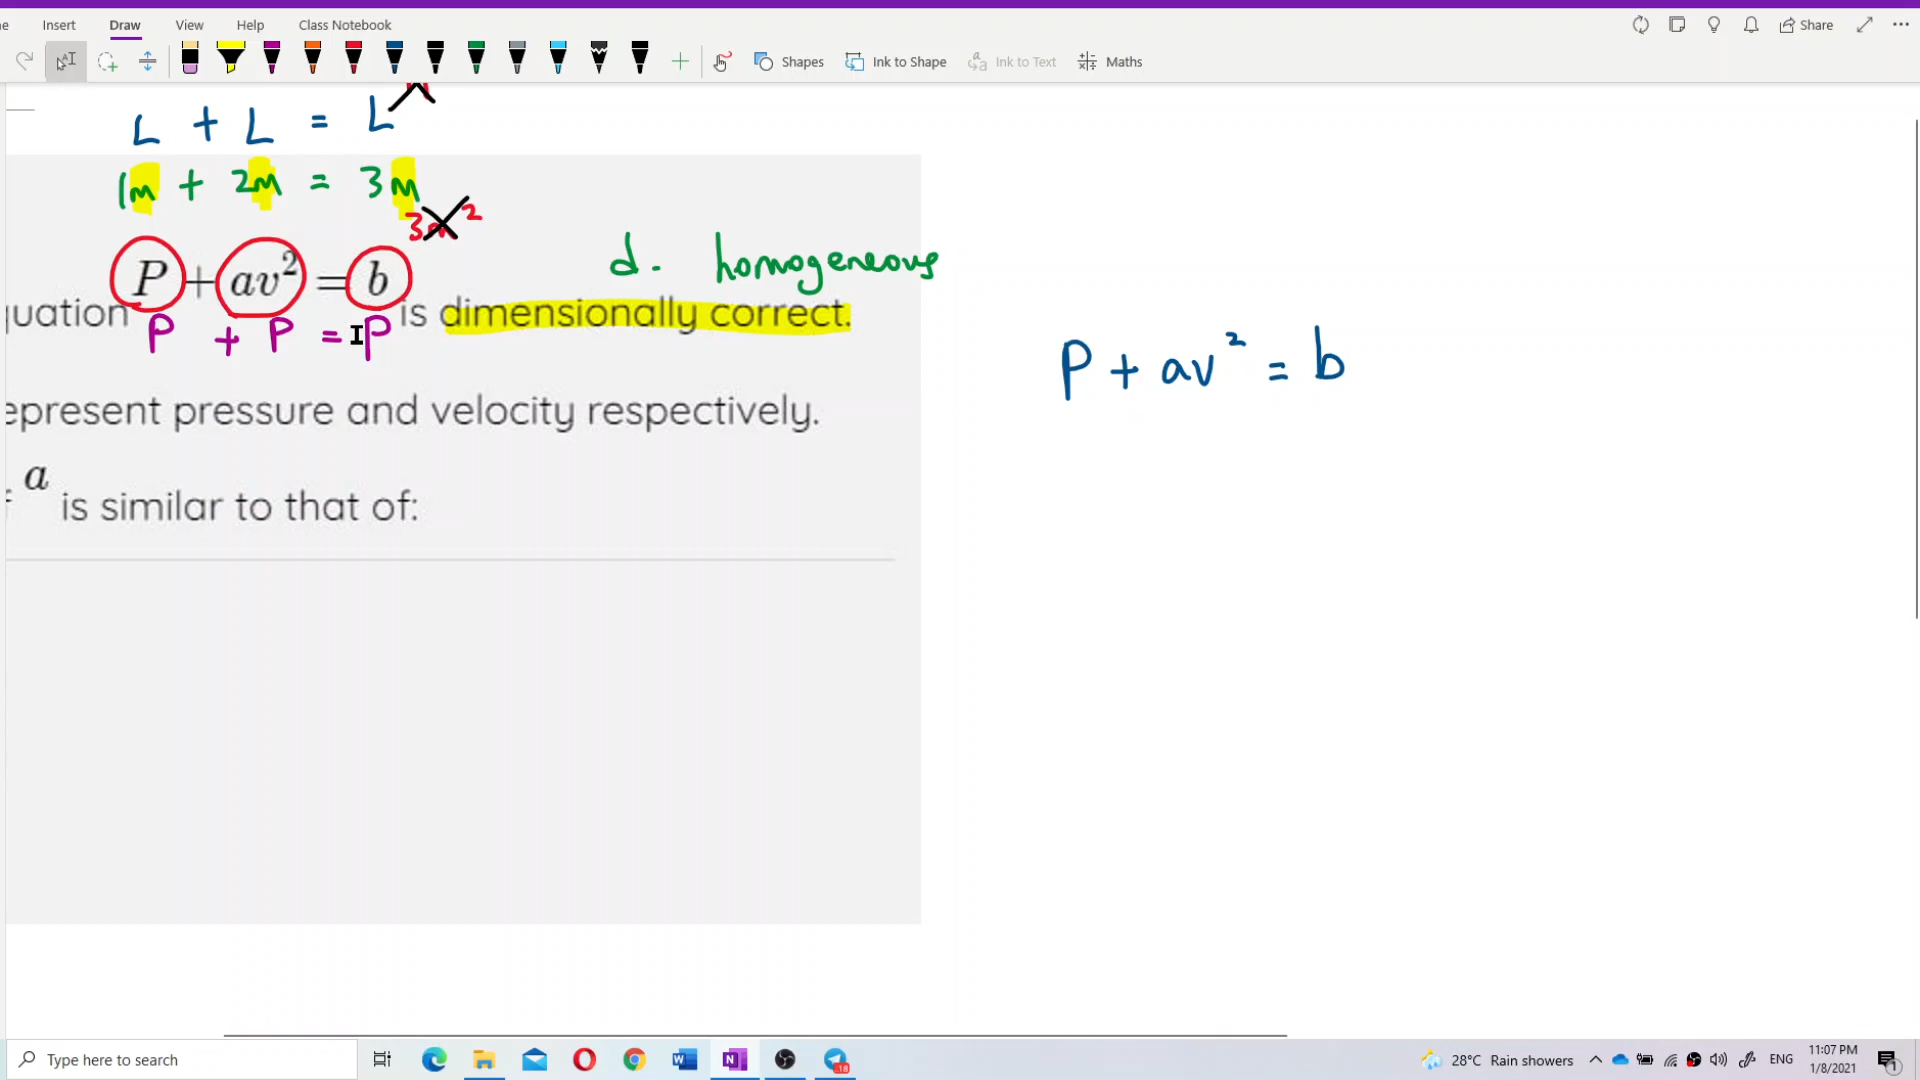 Insert Draw View Help Class Notebook Share
Shapes Ink to Shape Ink to Text Maths
L + L = L
1m + 2m = 3m
3m²
P + av² = b
d. homogeneous
quation is dimensionally correct.
P + P = P
P + av² = b
epresent pressure and velocity respectively.
a is similar to that of:
Type here to search
28°C Rain showers
ENG
11:07 PM
1/8/2021